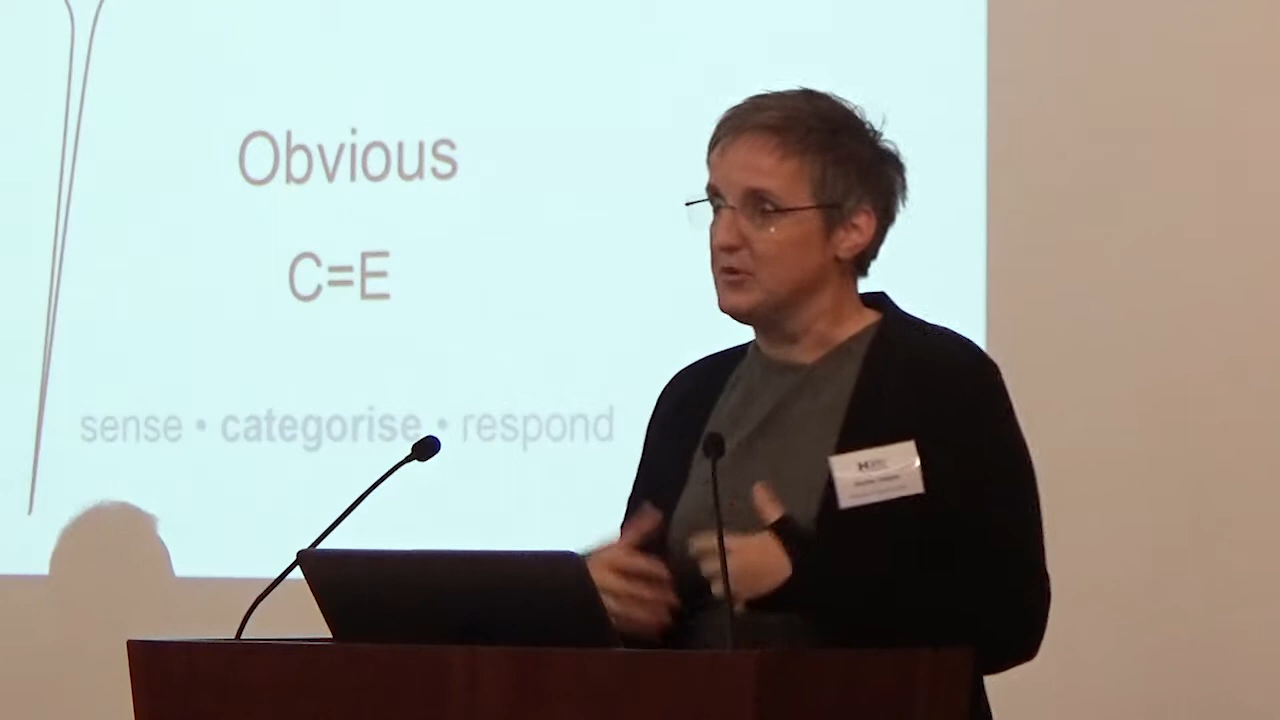 Obvious
C=E
sense • categorise • respond